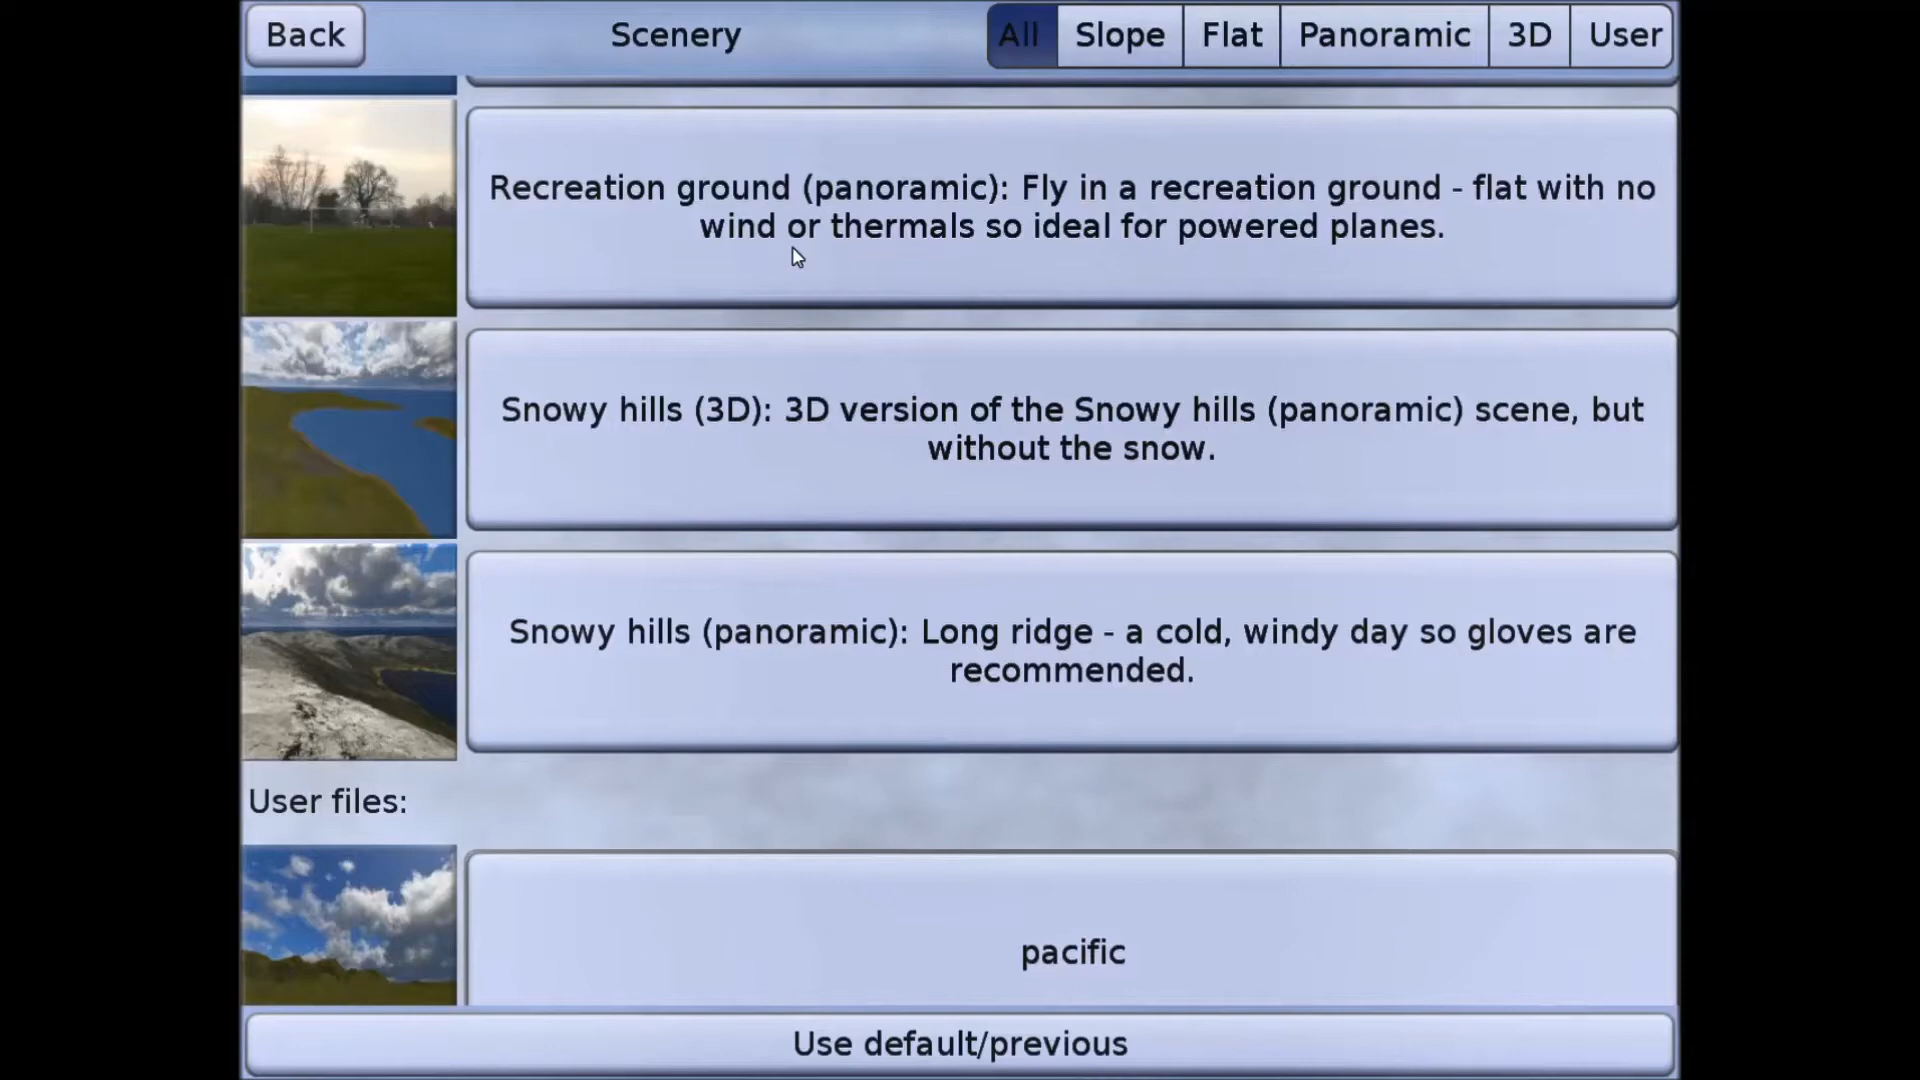 Back
Scenery
All
Slope
Flat
Panoramic
3D
User
Recreation ground (panoramic): Fly in a recreation ground - flat with no
wind or thermals so ideal for powered planes.
Snowy hills (3D): 3D version of the Snowy hills (panoramic) scene, but
without the snow.
Snowy hills (panoramic): Long ridge - a cold, windy day so gloves are
recommended.
User files:
pacific
Use default/previous